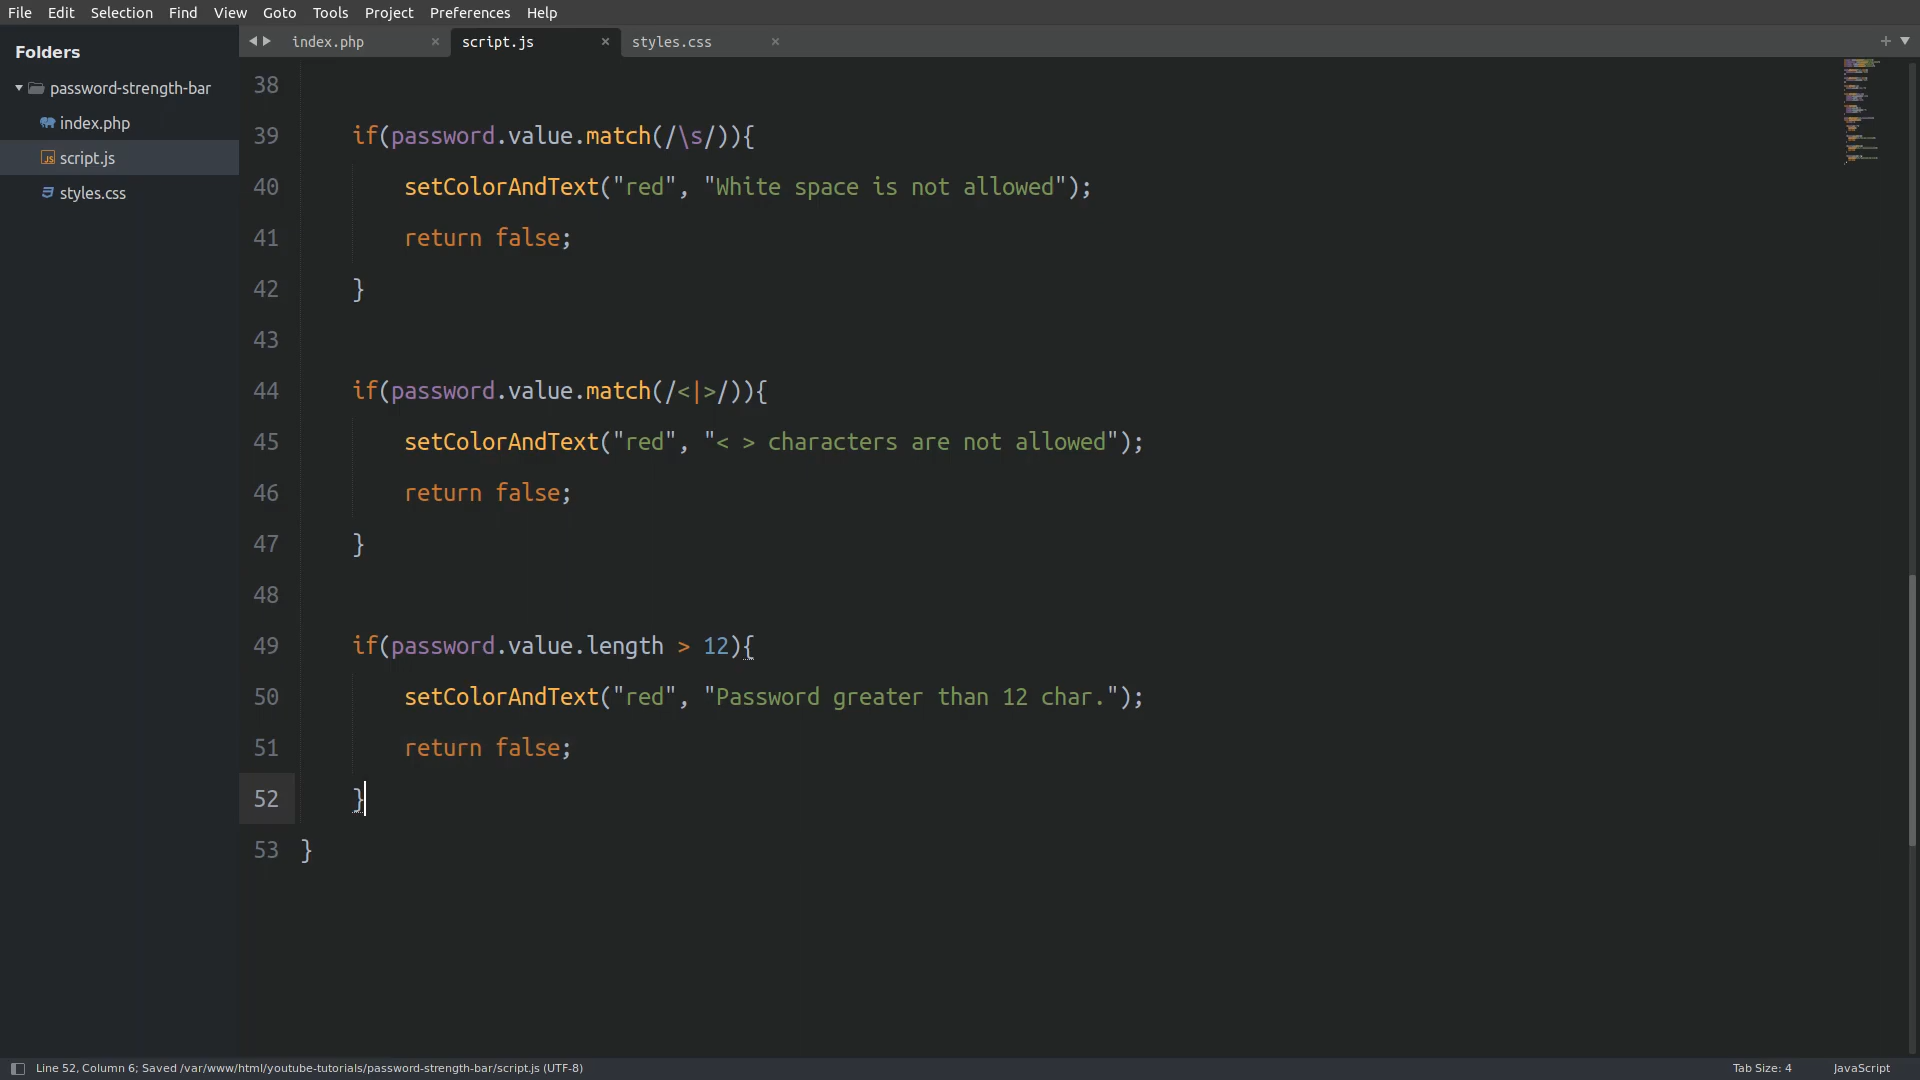 File Edit Selection Find View Goto Tools Project Preferences Help
Folders
password-strength-bar
index.php
script.js
styles.css
index.php × script.js × styles.css ×
38
39 if(password.value.match(/\s/)){
40 setColorAndText("red", "White space is not allowed");
41 return false;
42 }
43
44 if(password.value.match(/<|>/)){
45 setColorAndText("red", "< > characters are not allowed");
46 return false;
47 }
48
49 if(password.value.length > 12){
50 setColorAndText("red", "Password greater than 12 char.");
51 return false;
52 }
53 }
Line 52, Column 6; Saved /var/www/html/youtube-tutorials/password-strength-bar/script.js (UTF-8) Tab Size: 4 JavaScript